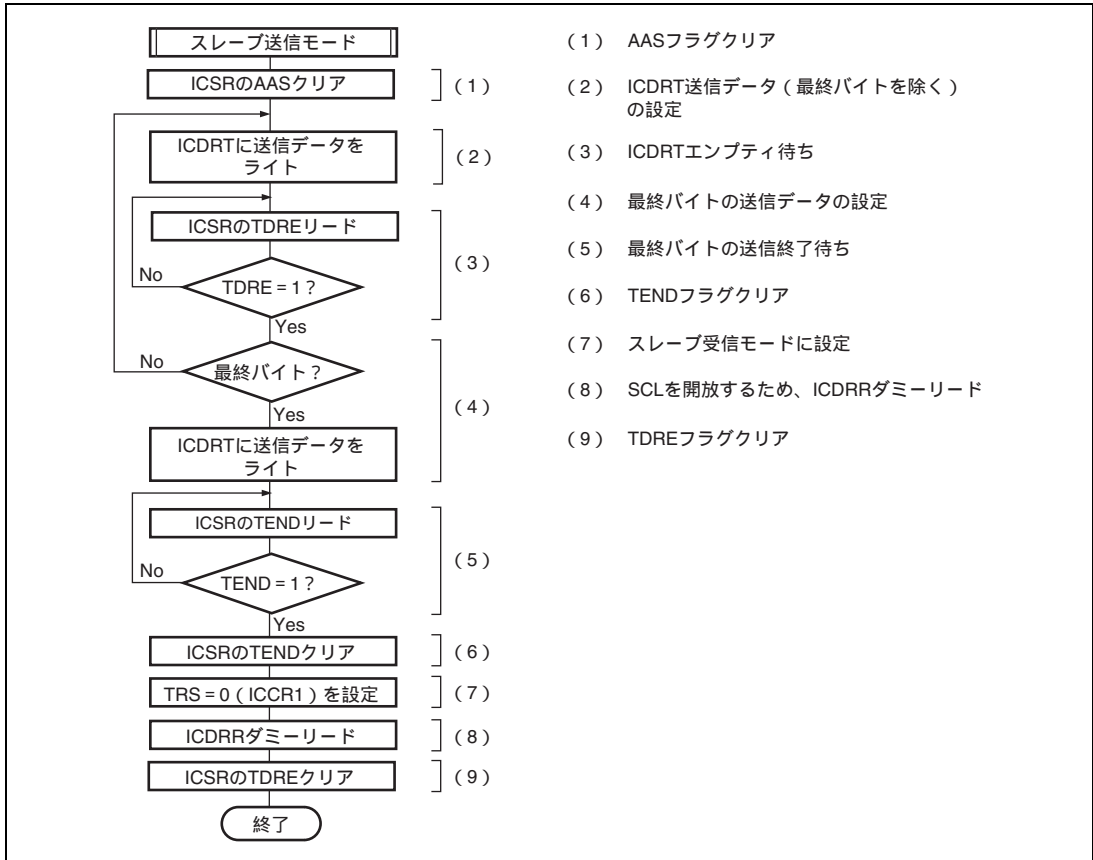 スレーブ送信モード
ICSRのAASクリア
(1)
ICDRTに送信データを
ライト
(2)
ICSRのTDREリード
(3)
No
TDRE = 1 ?
Yes
No
最終バイト?
(4)
Yes
ICDRTに送信データを
ライト
ICSRのTENDリード
(5)
No
TEND = 1 ?
Yes
ICSRのTENDクリア
(6)
TRS = 0 ( ICCR1 ) を設定
(7)
ICDRRダミーリード
(8)
ICSRのTDREクリア
(9)
終了
(1) AASフラグクリア
(2) ICDRT送信データ(最終バイトを除く)
の設定
(3) ICDRTエンプティ待ち
(4) 最終バイトの送信データの設定
(5) 最終バイトの送信終了待ち
(6) TENDフラグクリア
(7) スレーブ受信モードに設定
(8) SCLを開放するため、ICDRRダミーリード
(9) TDREフラグクリア